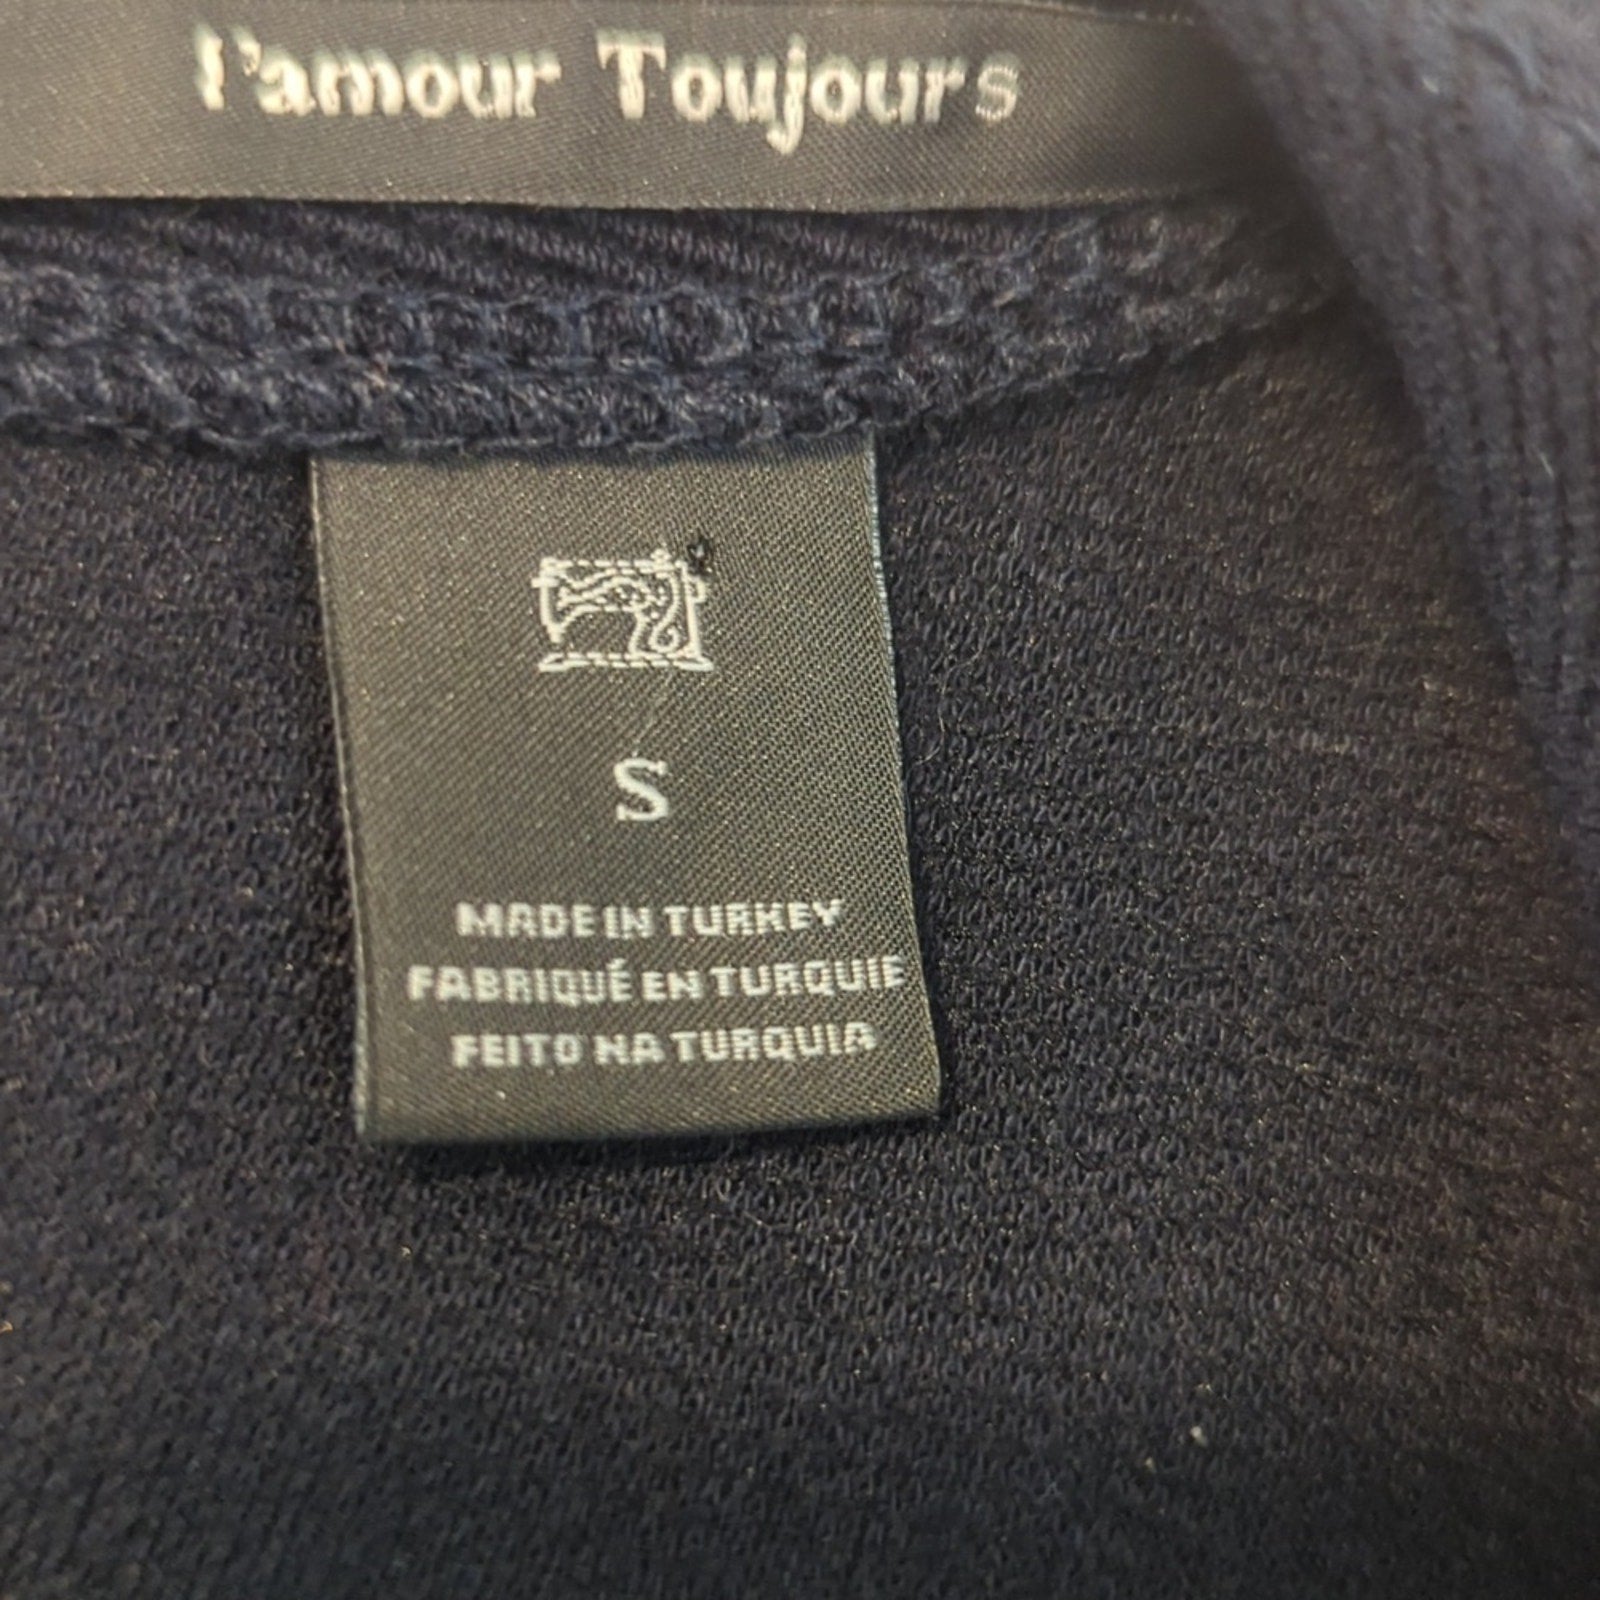 l'amour Toujours
S
MADE IN TURKEY
FABRIQUÉ EN TURQUIE
FEITO NA TURQUIA